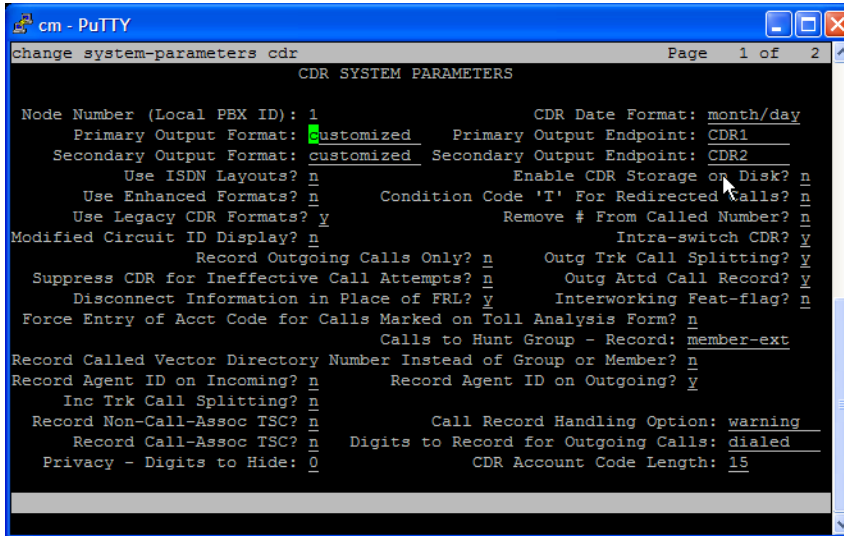 cm - PuTTY
change system-parameters cdr Page 1 of 2
CDR SYSTEM PARAMETERS
Node Number (Local PBX ID): 1 CDR Date Format: month/day
Primary Output Format: customized Primary Output Endpoint: CDR1
Secondary Output Format: customized Secondary Output Endpoint: CDR2
Use ISDN Layouts? n Enable CDR Storage on Disk? n
Use Enhanced Formats? n Condition Code 'T' For Redirected Calls? n
Use Legacy CDR Formats? y Remove # From Called Number? n
Modified Circuit ID Display? n Intra-switch CDR? y
Record Outgoing Calls Only? n Outg Trk Call Splitting? y
Suppress CDR for Ineffective Call Attempts? n Outg Attd Call Record? y
Disconnect Information in Place of FRL? y Interworking Feat-flag? n
Force Entry of Acct Code for Calls Marked on Toll Analysis Form? n
Calls to Hunt Group - Record: member-ext
Record Called Vector Directory Number Instead of Group or Member? n
Record Agent ID on Incoming? n Record Agent ID on Outgoing? y
Inc Trk Call Splitting? n
Record Non-Call-Assoc TSC? n Call Record Handling Option: warning
Record Call-Assoc TSC? n Digits to Record for Outgoing Calls: dialed
Privacy - Digits to Hide: 0 CDR Account Code Length: 15